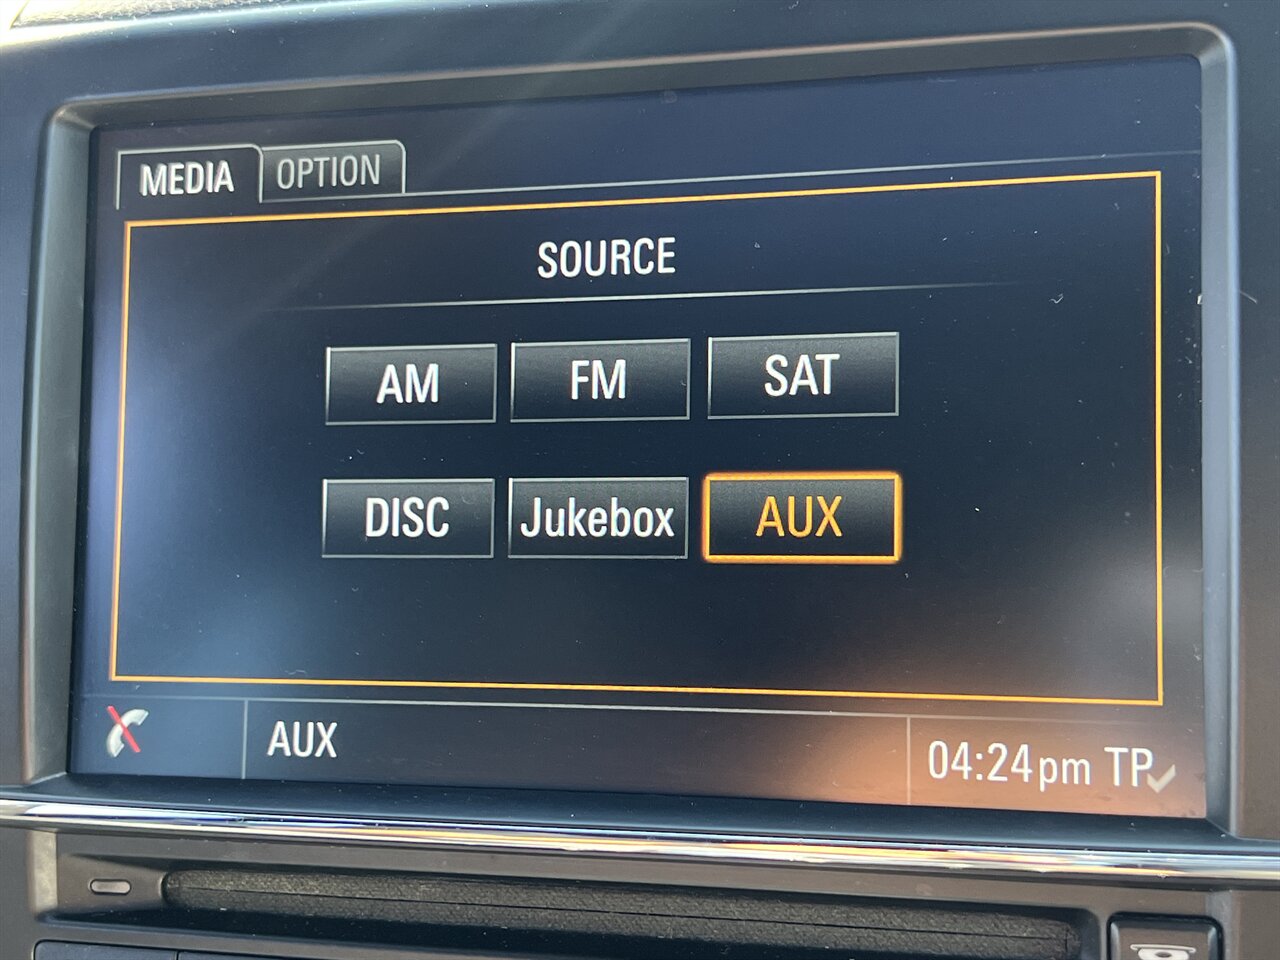 MEDIA OPTION
SOURCE
AM FM SAT
DISC Jukebox AUX
AUX 04:24pm TP